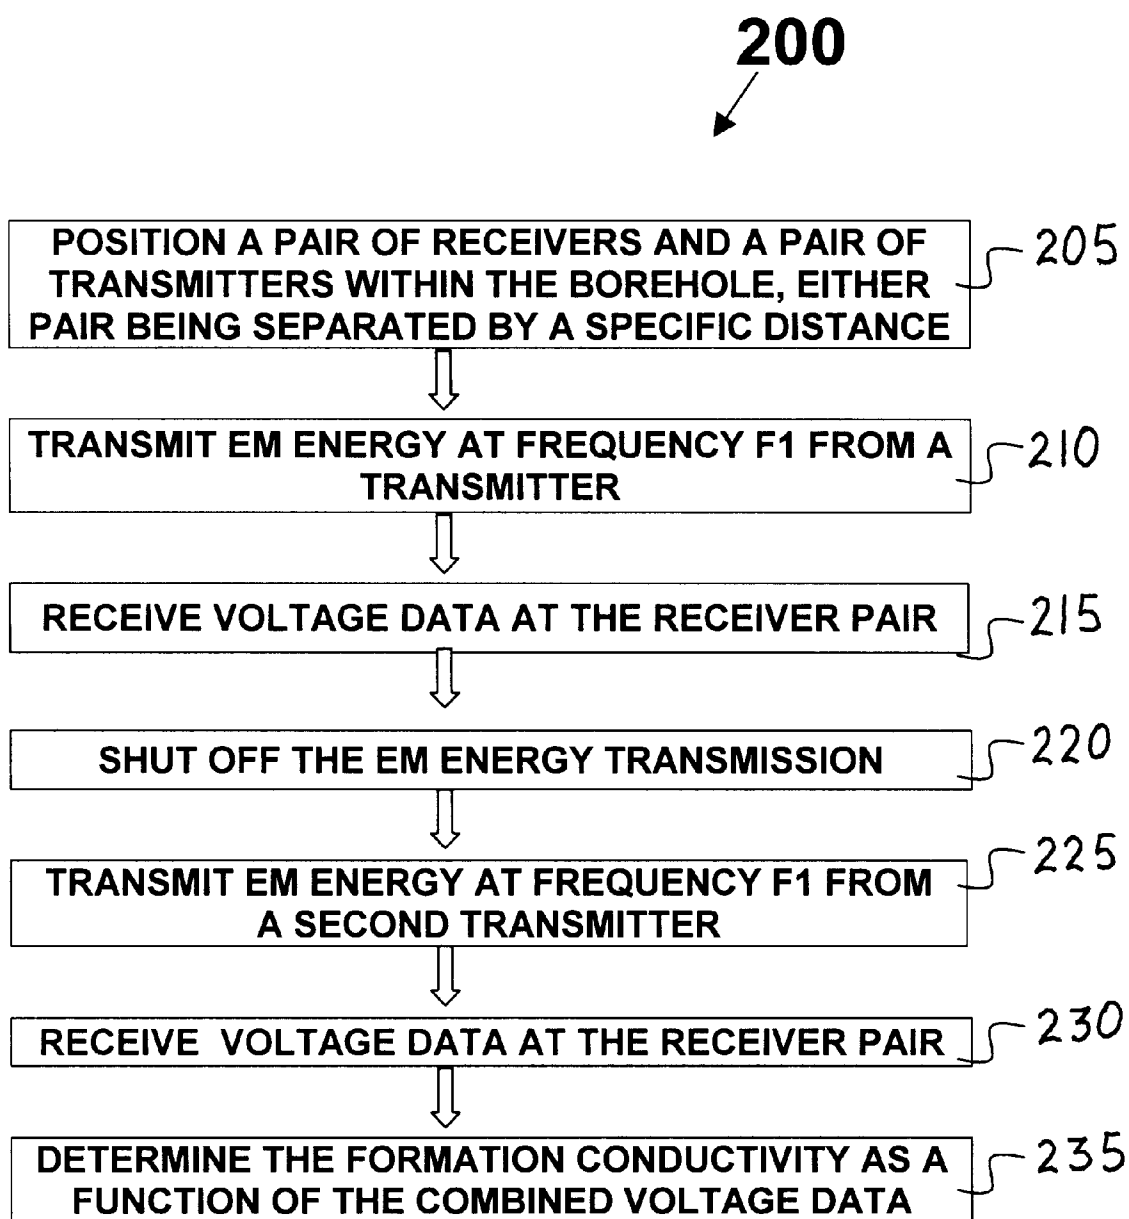 200
POSITION A PAIR OF RECEIVERS AND A PAIR OF
TRANSMITTERS WITHIN THE BOREHOLE, EITHER
PAIR BEING SEPARATED BY A SPECIFIC DISTANCE
205
TRANSMIT EM ENERGY AT FREQUENCY F1 FROM A
TRANSMITTER
210
RECEIVE VOLTAGE DATA AT THE RECEIVER PAIR
215
SHUT OFF THE EM ENERGY TRANSMISSION
220
TRANSMIT EM ENERGY AT FREQUENCY F1 FROM
A SECOND TRANSMITTER
225
RECEIVE VOLTAGE DATA AT THE RECEIVER PAIR
230
DETERMINE THE FORMATION CONDUCTIVITY AS A
FUNCTION OF THE COMBINED VOLTAGE DATA
235